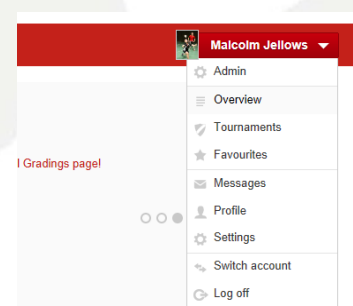 Malcolm Jellows
Admin
Overview
Tournaments
Favourites
l Gradings page!
Messages
Profile
Settings
Switch account
Log off